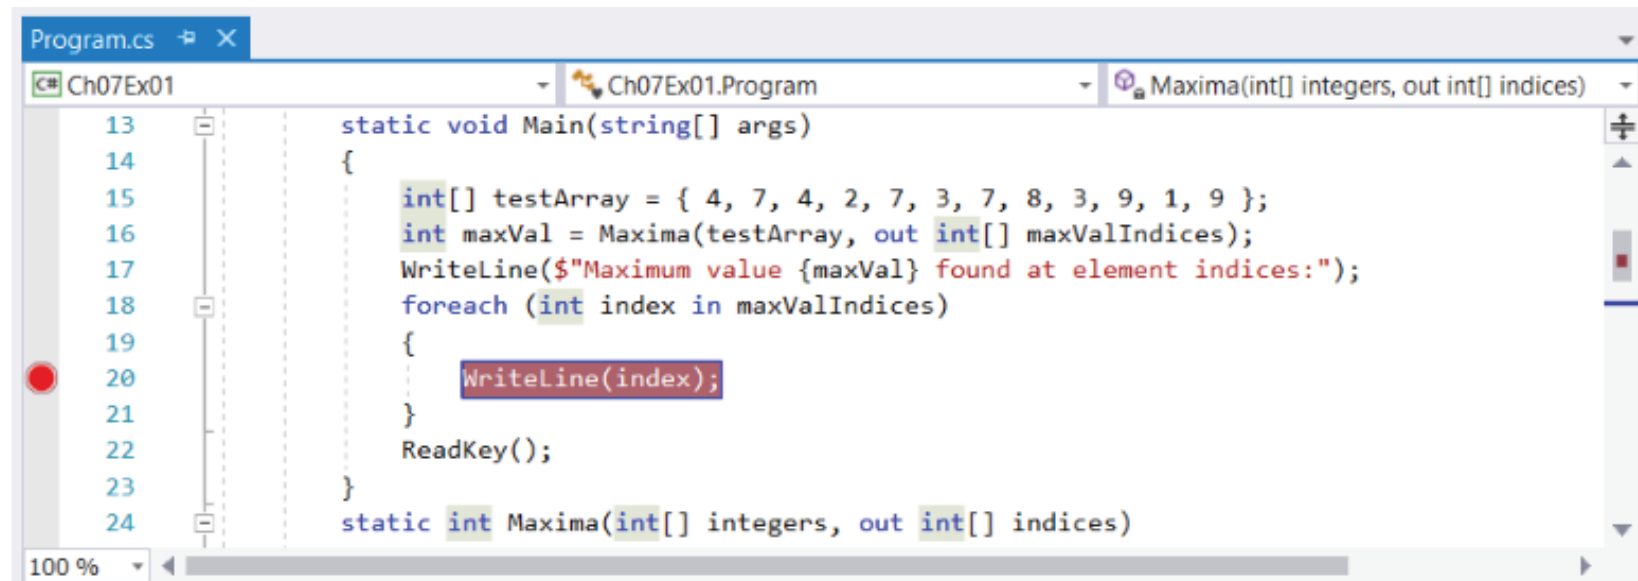 Program.cs
C# Ch07Ex01 Ch07Ex01.Program Maxima(int[] integers, out int[] indices)
13 static void Main(string[] args)
14 {
15 int[] testArray = { 4, 7, 4, 2, 7, 3, 7, 8, 3, 9, 1, 9 };
16 int maxVal = Maxima(testArray, out int[] maxValIndices);
17 WriteLine($"Maximum value {maxVal} found at element indices:");
18 foreach (int index in maxValIndices)
19 {
20 WriteLine(index);
21 }
22 ReadKey();
23 }
24 static int Maxima(int[] integers, out int[] indices)
100 %